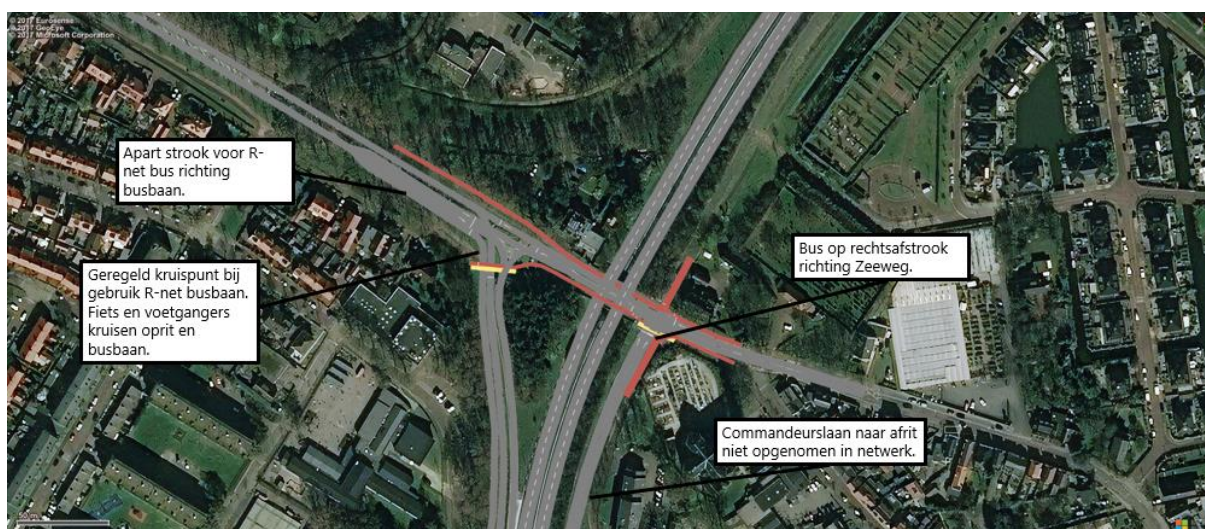 © 2017 Eurosense
© 2017 GeoEye
© 2017 Microsoft Corporation
Apart strook voor R-
net bus richting
busbaan.
Geregeld kruispunt bij
gebruik R-net busbaan.
Fiets en voetgangers
kruisen oprit en
busbaan.
Bus op rechtsafstrook
richting Zeeweg.
Commandeurslaan naar afrit
niet opgenomen in netwerk.
50 m